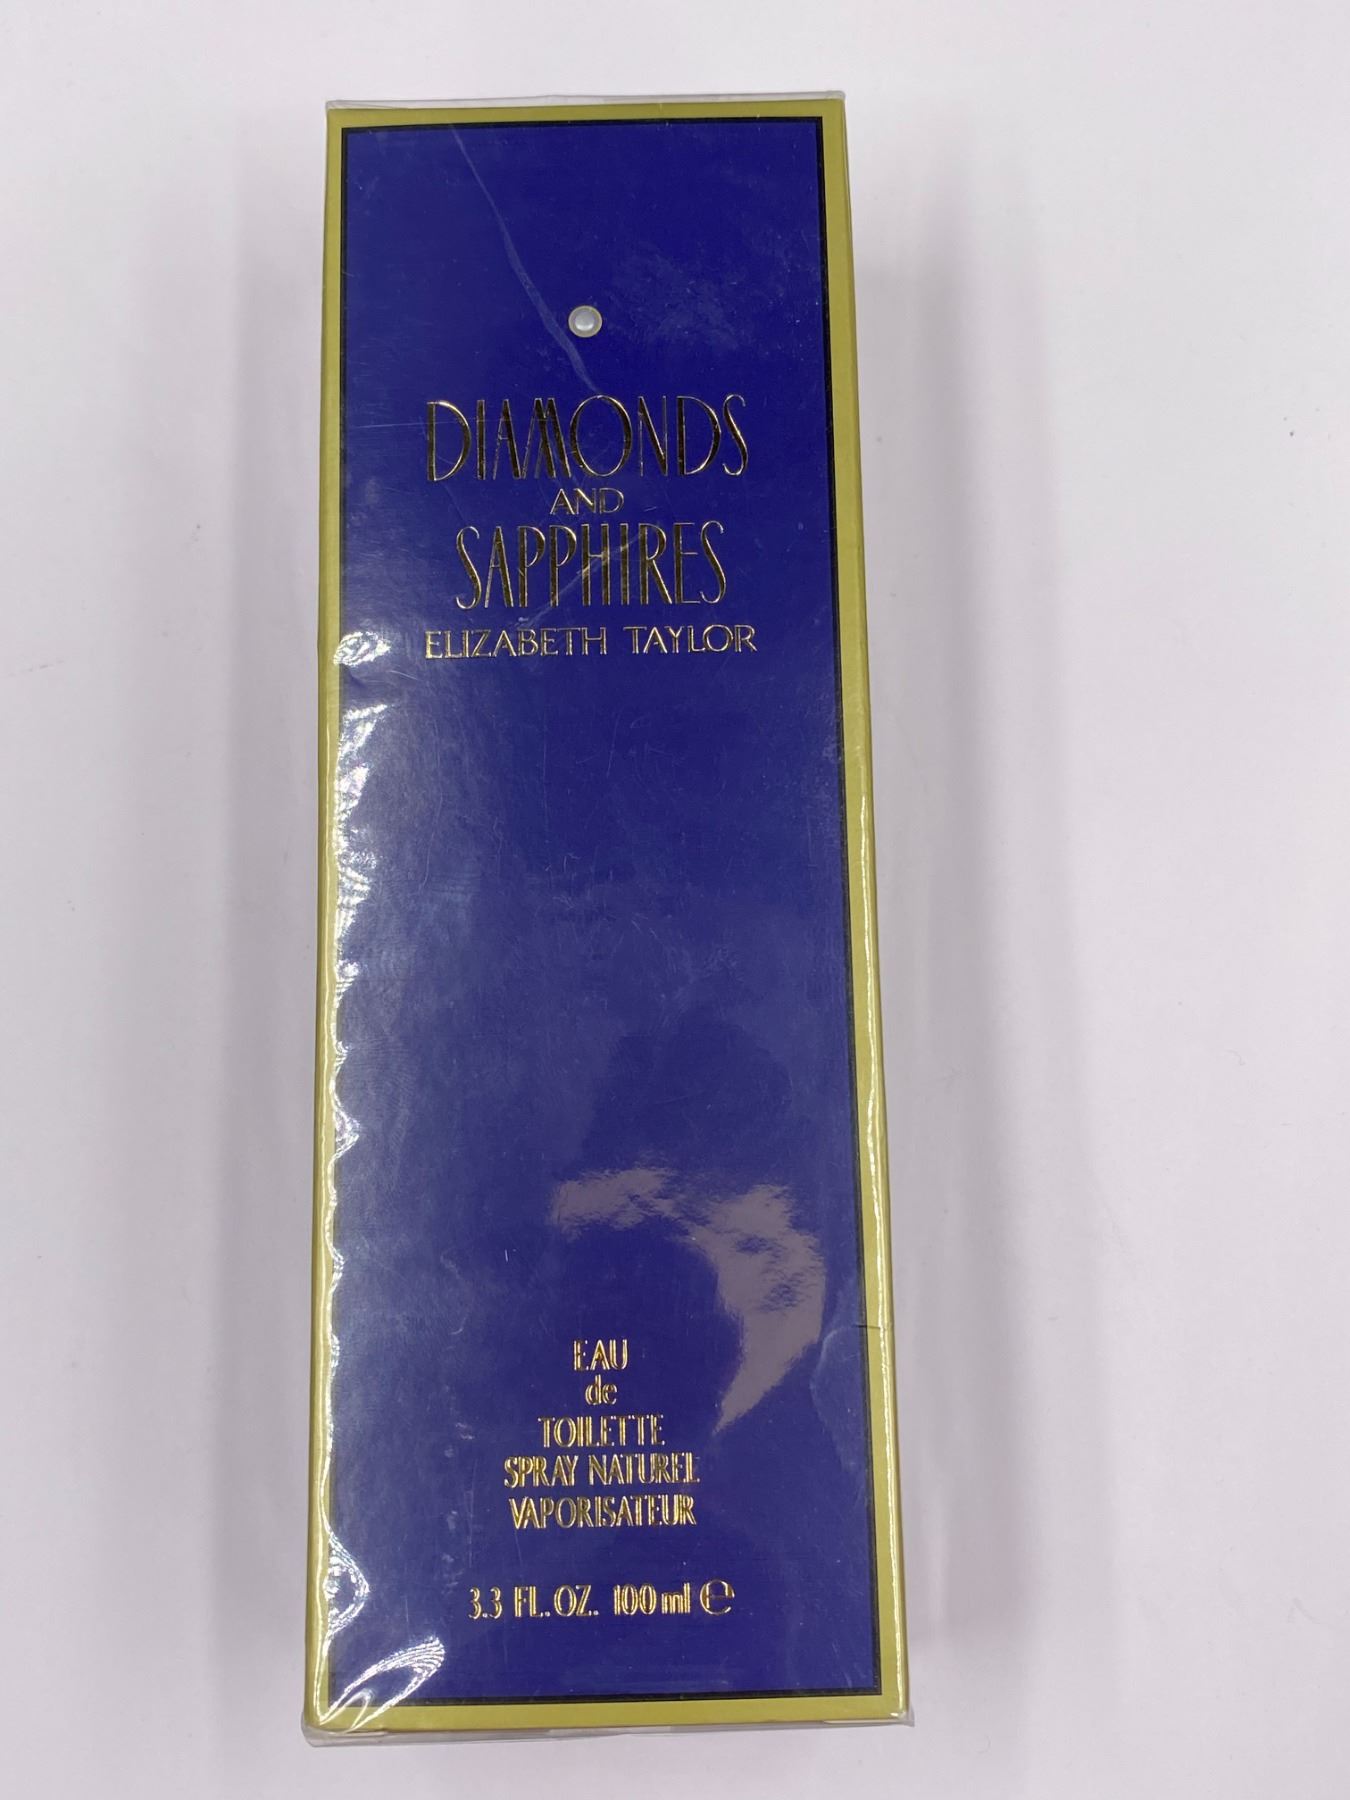 DIAMONDS
AND
SAPPHIRES
ELIZABETH TAYLOR
EAU
de
TOILETTE
SPRAY NATUREL
VAPORISATEUR
3.3 FL. OZ. 100 ml ℮